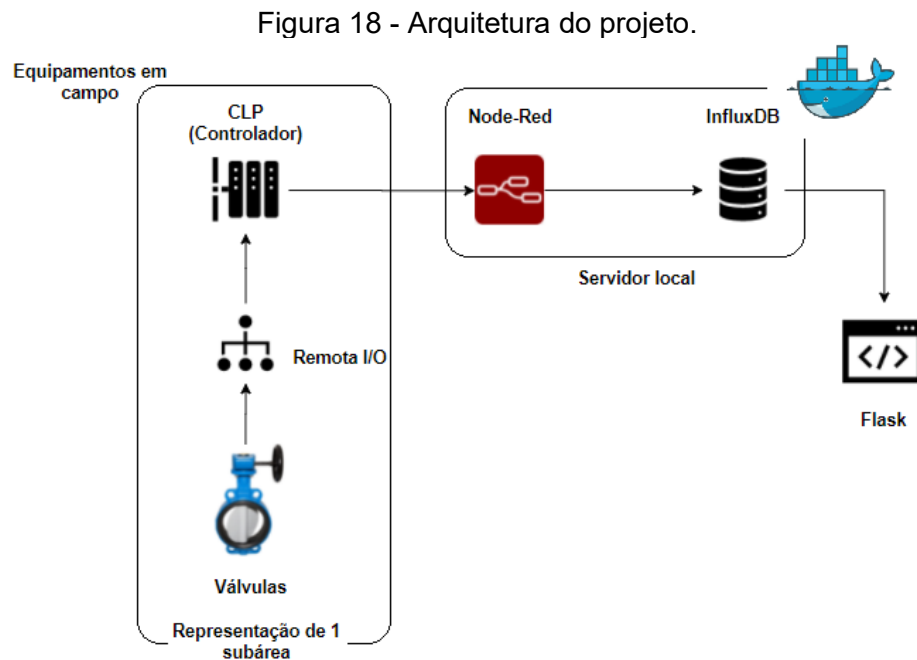 Figura 18 - Arquitetura do projeto.
Equipamentos em
campo
CLP
(Controlador)
Node-Red
InfluxDB
Servidor local
Remota I/O
</>
Flask
Válvulas
Representação de 1
subárea